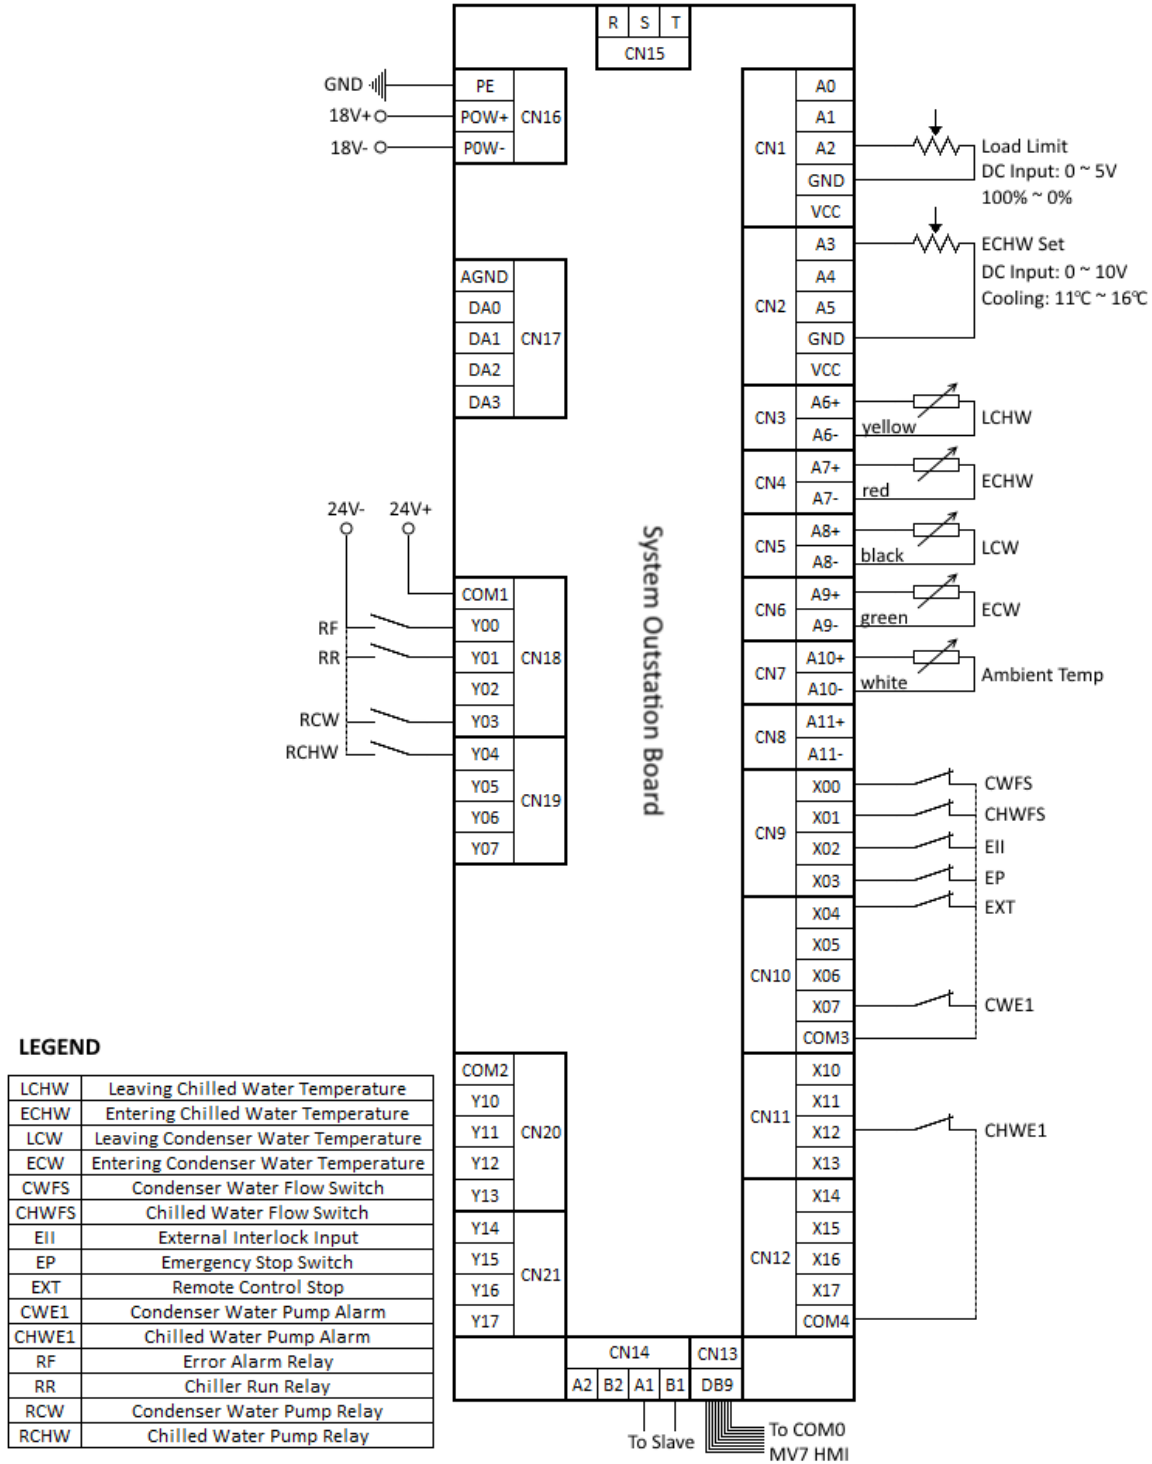 R S T
CN15
GND
18V+
18V-
PE
POW+
P0W-
CN16
AGND
DA0
DA1
DA2
DA3
CN17
24V- 24V+
RF
RR
RCW
RCHW
COM1
Y00
Y01
Y02
Y03
CN18
Y04
Y05
Y06
Y07
CN19
COM2
Y10
Y11
Y12
Y13
CN20
Y14
Y15
Y16
Y17
CN21
System Outstation Board
CN1
A0
A1
A2
GND
VCC
Load Limit
DC Input: 0 ~ 5V
100% ~ 0%
CN2
A3
A4
A5
GND
VCC
ECHW Set
DC Input: 0 ~ 10V
Cooling: 11℃ ~ 16℃
CN3
A6+
A6-
yellow
LCHW
CN4
A7+
A7-
red
ECHW
CN5
A8+
A8-
black
LCW
CN6
A9+
A9-
green
ECW
CN7
A10+
A10-
white
Ambient Temp
CN8
A11+
A11-
CN9
X00
X01
X02
X03
CWFS
CHWFS
EII
EP
EXT
CN10
X04
X05
X06
X07
COM3
CWE1
CN11
X10
X11
X12
X13
CHWE1
CN12
X14
X15
X16
X17
COM4
CN14 CN13
A2 B2 A1 B1 DB9
To Slave
To COM0
MV7 HMI
LEGEND
LCHW Leaving Chilled Water Temperature
ECHW Entering Chilled Water Temperature
LCW Leaving Condenser Water Temperature
ECW Entering Condenser Water Temperature
CWFS Condenser Water Flow Switch
CHWFS Chilled Water Flow Switch
EII External Interlock Input
EP Emergency Stop Switch
EXT Remote Control Stop
CWE1 Condenser Water Pump Alarm
CHWE1 Chilled Water Pump Alarm
RF Error Alarm Relay
RR Chiller Run Relay
RCW Condenser Water Pump Relay
RCHW Chilled Water Pump Relay